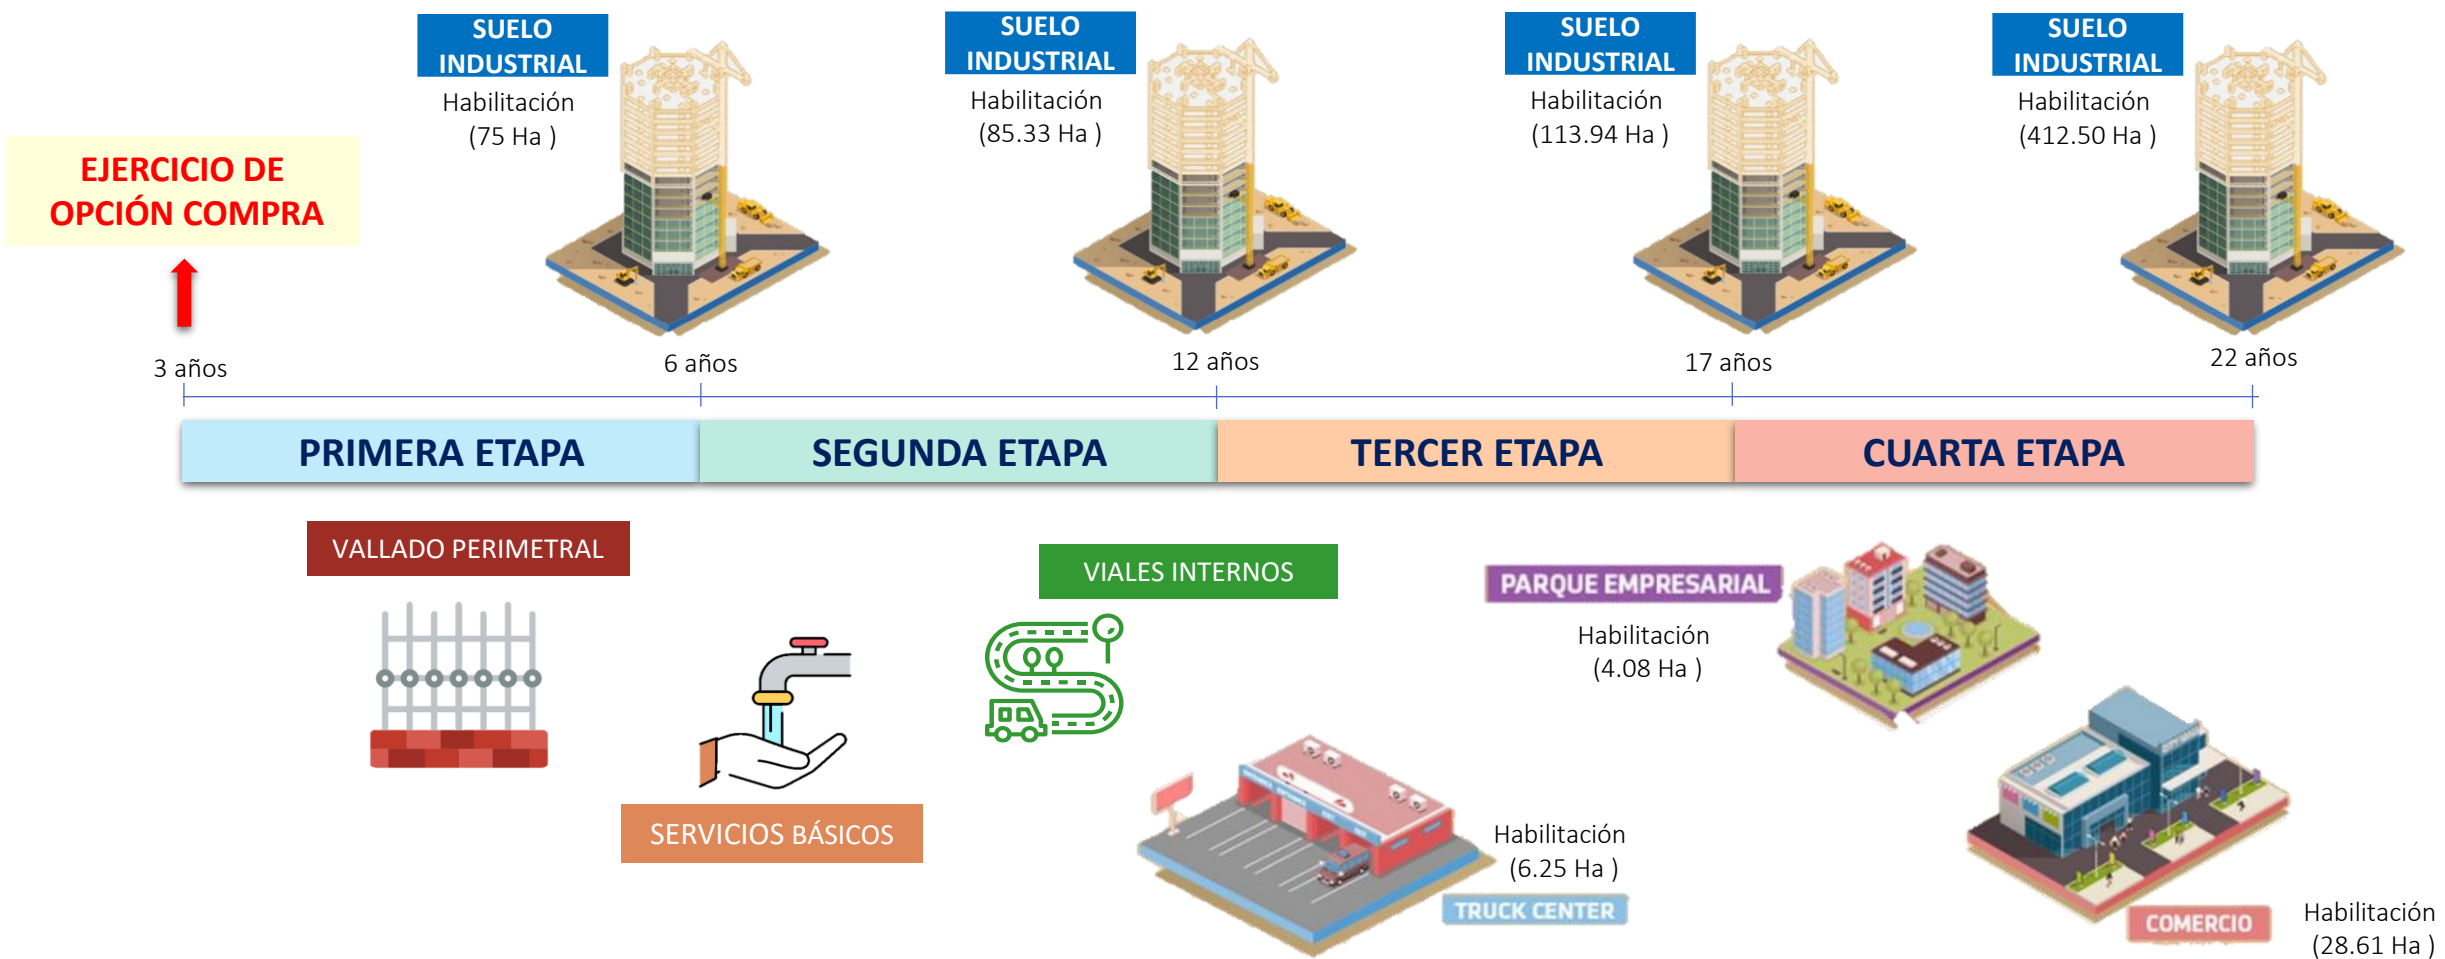 SUELO
INDUSTRIAL
Habilitación
(75 Ha )
SUELO
INDUSTRIAL
Habilitación
(85.33 Ha )
SUELO
INDUSTRIAL
Habilitación
(113.94 Ha )
SUELO
INDUSTRIAL
Habilitación
(412.50 Ha )
EJERCICIO DE
OPCIÓN COMPRA
3 años
6 años
12 años
17 años
22 años
PRIMERA ETAPA
SEGUNDA ETAPA
TERCER ETAPA
CUARTA ETAPA
VALLADO PERIMETRAL
SERVICIOS BÁSICOS
VIALES INTERNOS
PARQUE EMPRESARIAL
Habilitación
(4.08 Ha )
Habilitación
(6.25 Ha )
TRUCK CENTER
COMERCIO
Habilitación
(28.61 Ha )